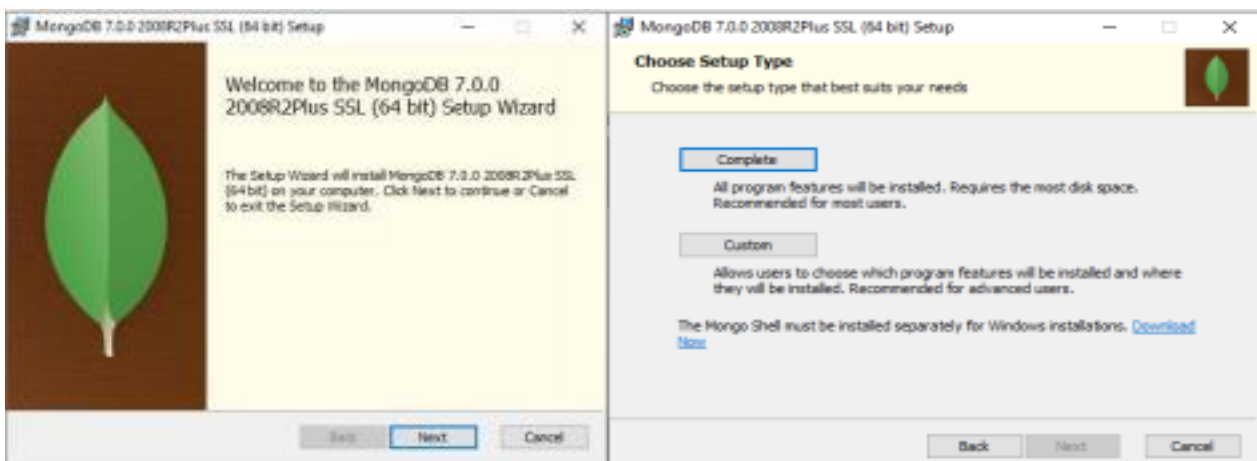 MongoDB 7.0.0 2008R2Plus SSL (64 bit) Setup
Welcome to the MongoDB 7.0.0
2008R2Plus SSL (64 bit) Setup Wizard
The Setup Wizard will install MongoDB 7.0.0 2008R2Plus SSL
(64 bit) on your computer. Click Next to continue or Cancel
to exit the Setup Wizard.
Back Next Cancel
MongoDB 7.0.0 2008R2Plus SSL (64 bit) Setup
Choose Setup Type
Choose the setup type that best suits your needs
Complete
All program features will be installed. Requires the most disk space.
Recommended for most users.
Custom
Allows users to choose which program features will be installed and where
they will be installed. Recommended for advanced users.
The Mongo Shell must be installed separately for Windows installations. Download
Now
Back Next Cancel